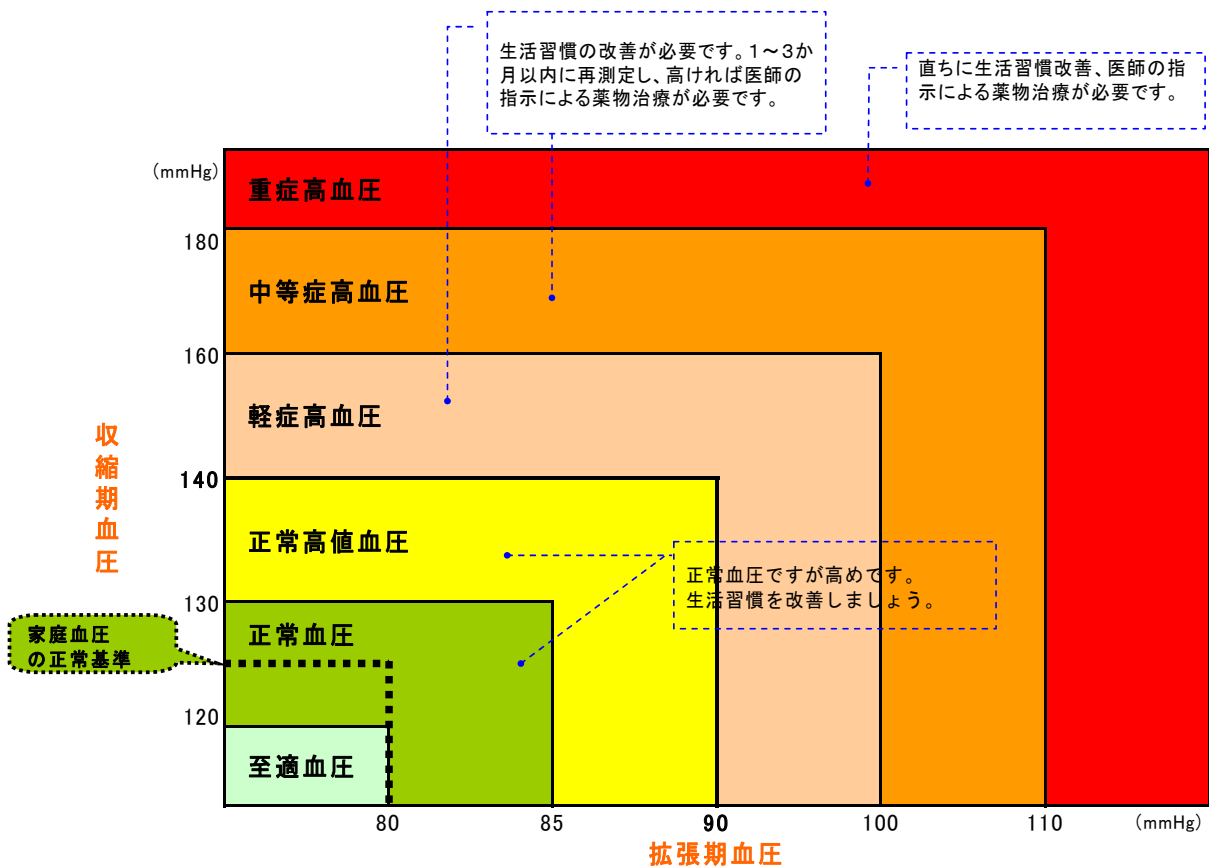 生活習慣の改善が必要です。1～3か
月以内に再測定し、高ければ医師の
指示による薬物治療が必要です。
直ちに生活習慣改善、医師の指
示による薬物治療が必要です。
(mmHg)
重症高血圧
180
中等症高血圧
160
軽症高血圧
収縮期血圧
140
正常高値血圧
正常血圧ですが高めです。
生活習慣を改善しましょう。
130
家庭血圧
の正常基準
正常血圧
120
至適血圧
80 85 90 100 110 (mmHg)
拡張期血圧